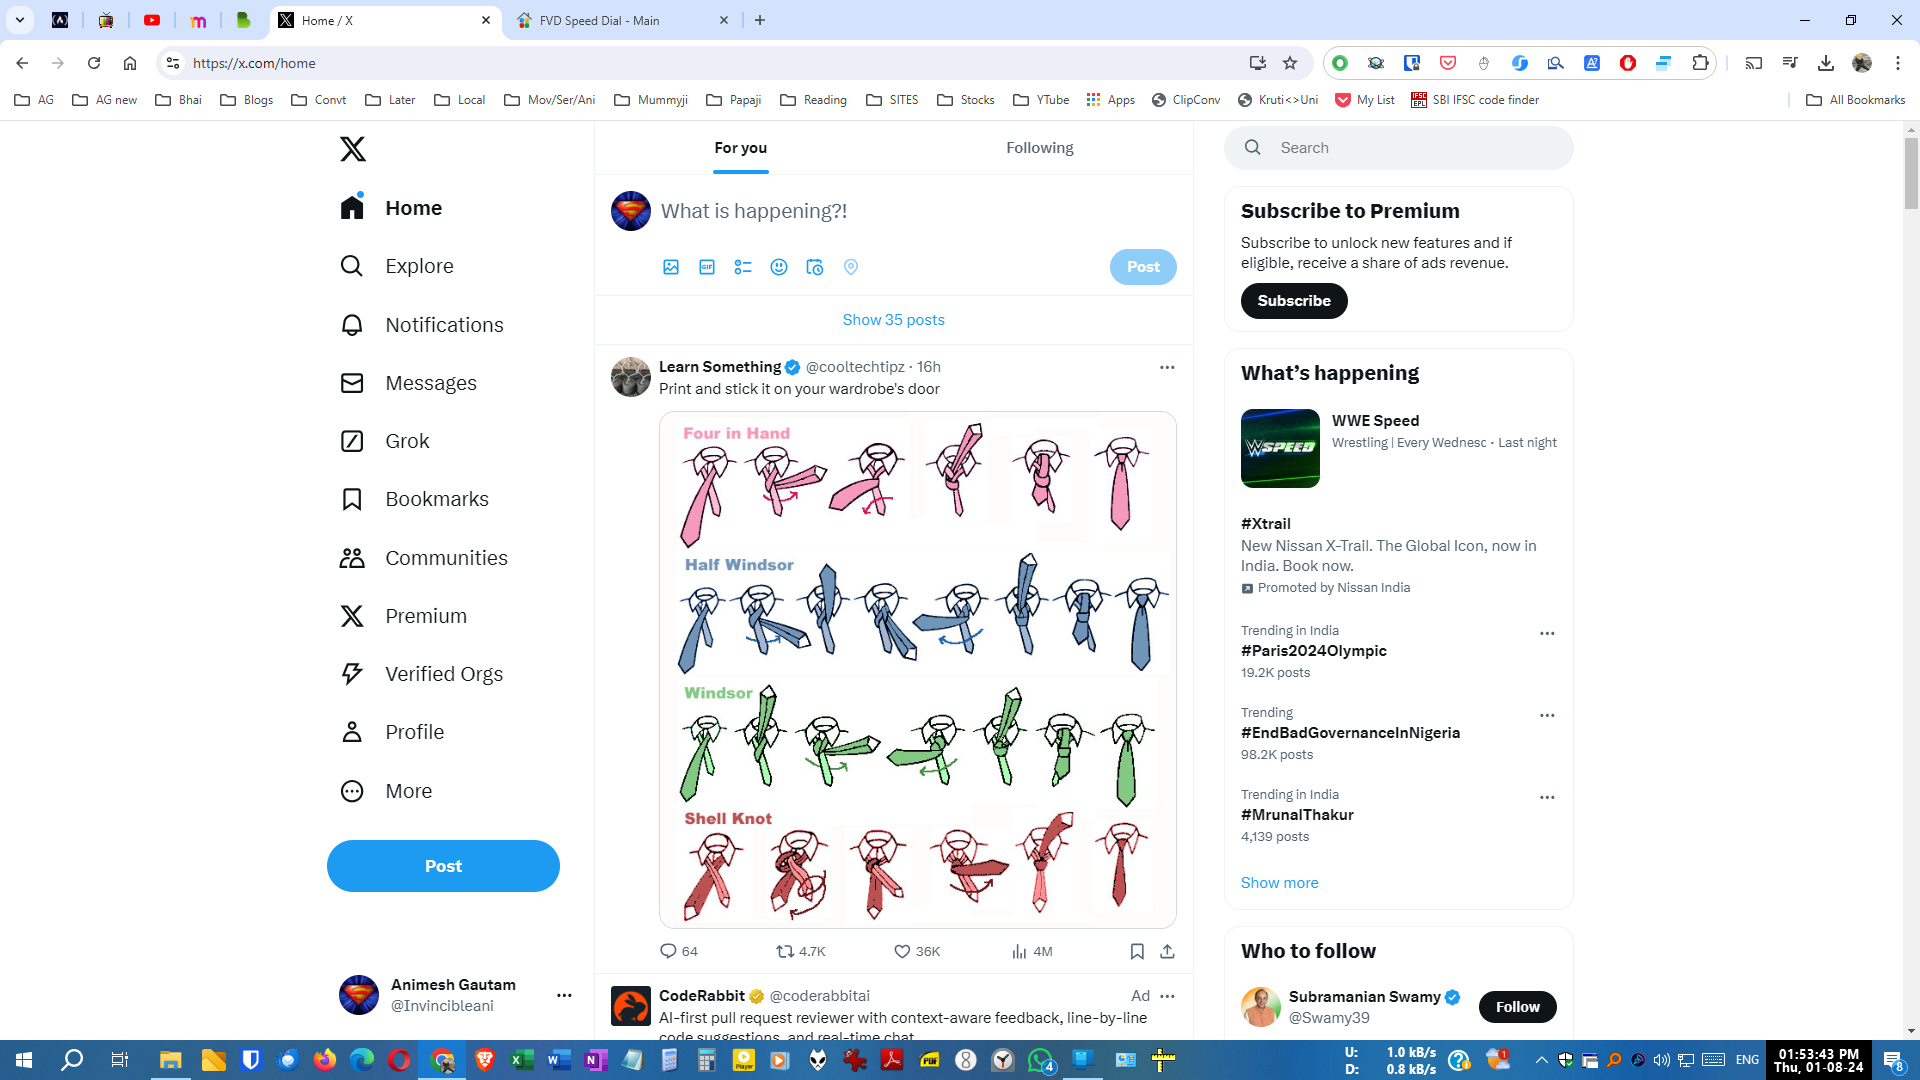 Home / X
FVD Speed Dial - Main
https://x.com/home
AG
AG new
Bhai
Blogs
Convt
Later
Local
Mov/Ser/Ani
Mummyji
Papaji
Reading
SITES
Stocks
YTube
Apps
ClipConv
Kruti<>Uni
My List
SBI IFSC code finder
All Bookmarks
Home
Explore
Notifications
Messages
Grok
Bookmarks
Communities
Premium
Verified Orgs
Profile
More
Post
Animesh Gautam
@Invincibleani
For you
Following
What is happening?!
GIF
Post
Show 35 posts
Learn Something @cooltechtipz · 16h
Print and stick it on your wardrobe's door
Four in Hand
Half Windsor
Windsor
Shell Knot
64
4.7K
36K
4M
CodeRabbit @coderabbitai
Ad
AI-first pull request reviewer with context-aware feedback, line-by-line
code suggestions, and real-time chat
Search
Subscribe to Premium
Subscribe to unlock new features and if
eligible, receive a share of ads revenue.
Subscribe
What's happening
SPEED
WWE Speed
Wrestling | Every Wednesc · Last night
#Xtrail
New Nissan X-Trail. The Global Icon, now in
India. Book now.
Promoted by Nissan India
Trending in India
#Paris2024Olympic
19.2K posts
Trending
#EndBadGovernanceInNigeria
98.2K posts
Trending in India
#MrunalThakur
4,139 posts
Show more
Who to follow
Subramanian Swamy
@Swamy39
Follow
U: 1.0 kB/s
D: 0.8 kB/s
ENG
01:53:43 PM
Thu, 01-08-24